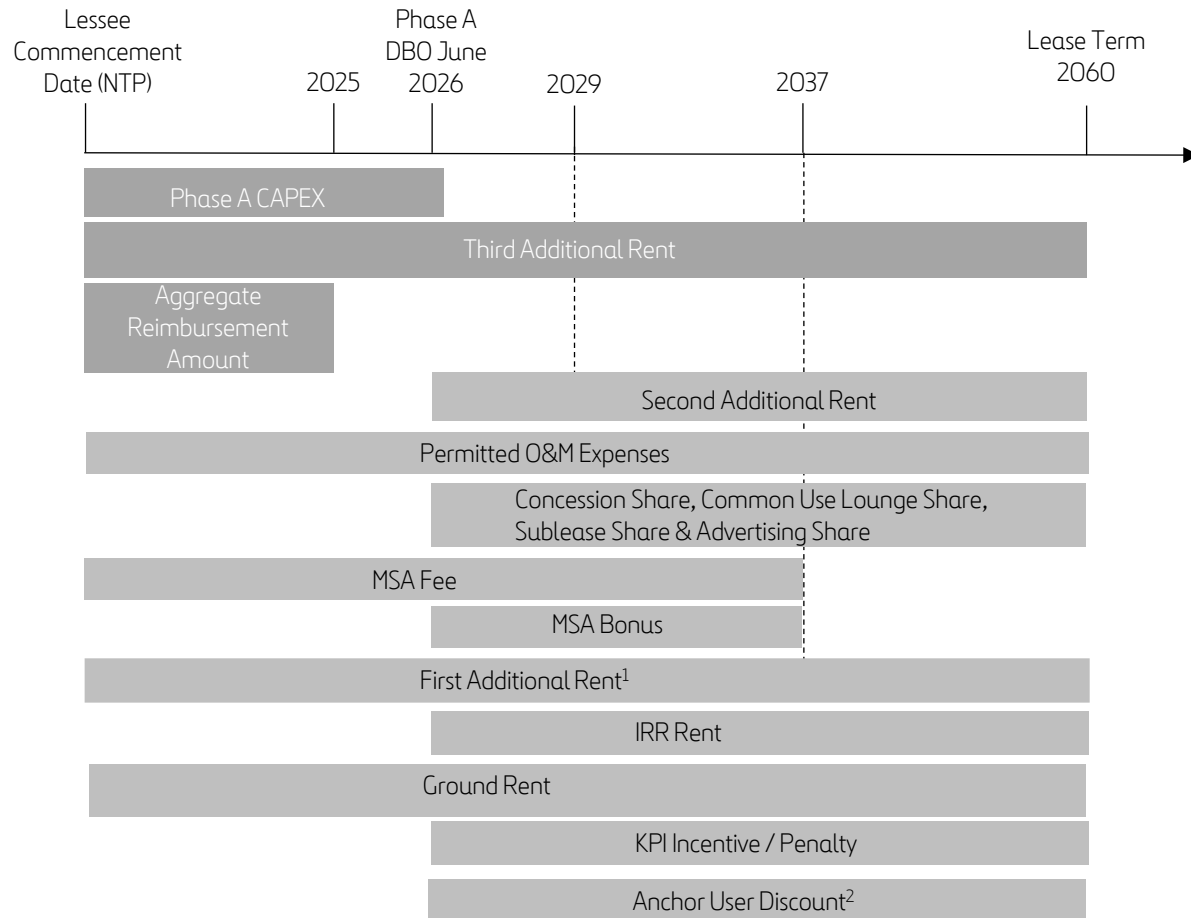 Lessee
Commencement
Date (NTP)
2025
Phase A
DBO June
2026
2029
2037
Lease Term
2060
Phase A CAPEX
Third Additional Rent
Aggregate
Reimbursement
Amount
Second Additional Rent
Permitted O&M Expenses
Concession Share, Common Use Lounge Share,
Sublease Share & Advertising Share
MSA Fee
MSA Bonus
First Additional Rent¹
IRR Rent
Ground Rent
KPI Incentive / Penalty
Anchor User Discount²